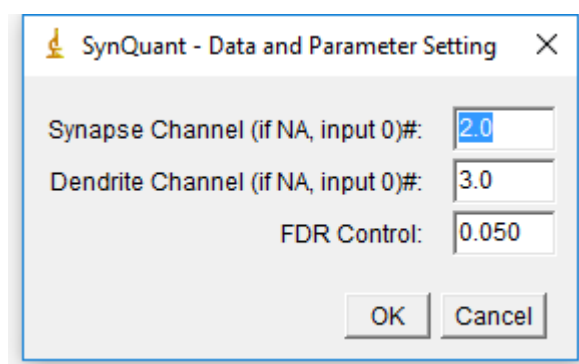 SynQuant - Data and Parameter Setting
Synapse Channel (if NA, input 0)#: 2.0
Dendrite Channel (if NA, input 0)#: 3.0
FDR Control: 0.050
OK Cancel